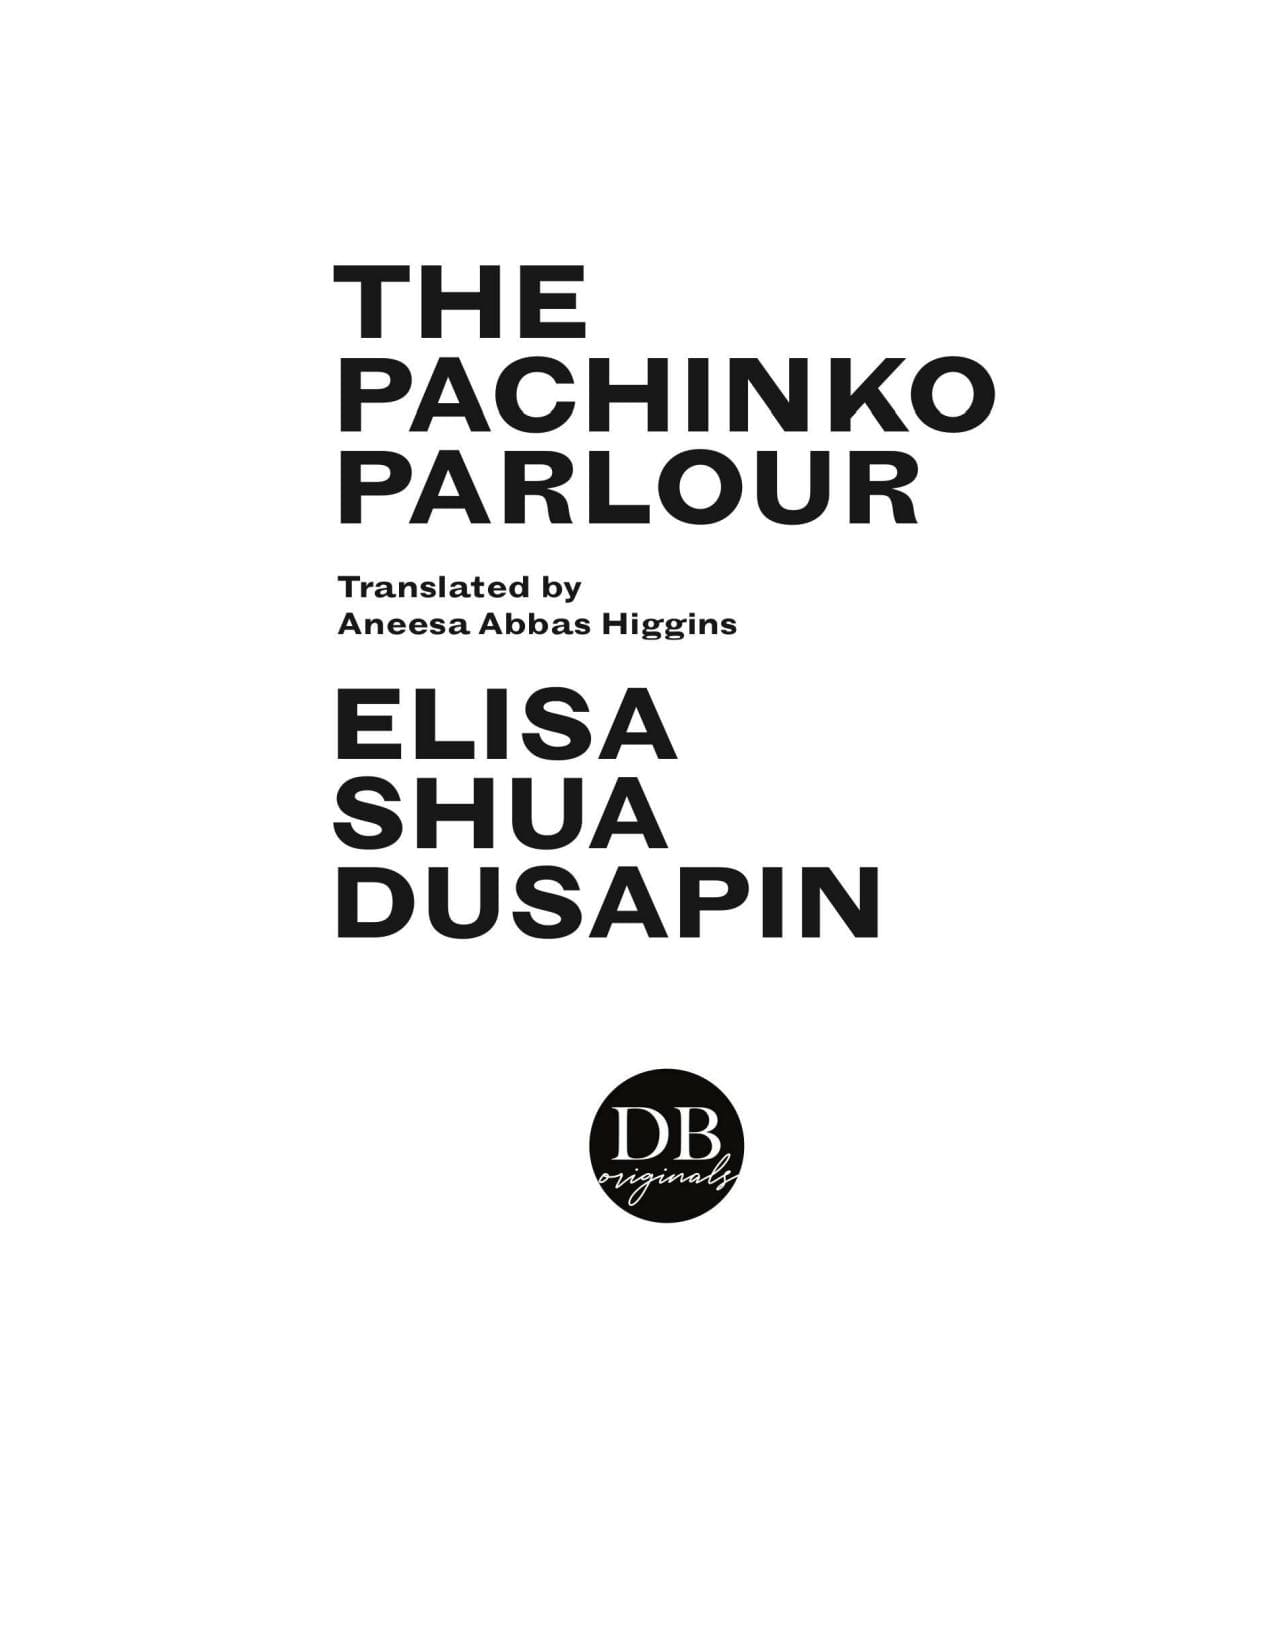 THE
PACHINKO
PARLOUR
Translated by
Aneesa Abbas Higgins
ELISA
SHUA
DUSAPIN
DB
originals